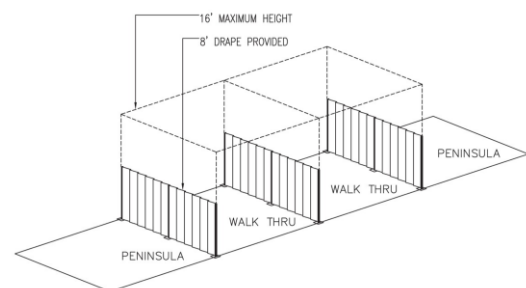 16' MAXIMUM HEIGHT
8' DRAPE PROVIDED
PENINSULA
WALK THRU
WALK THRU
PENINSULA